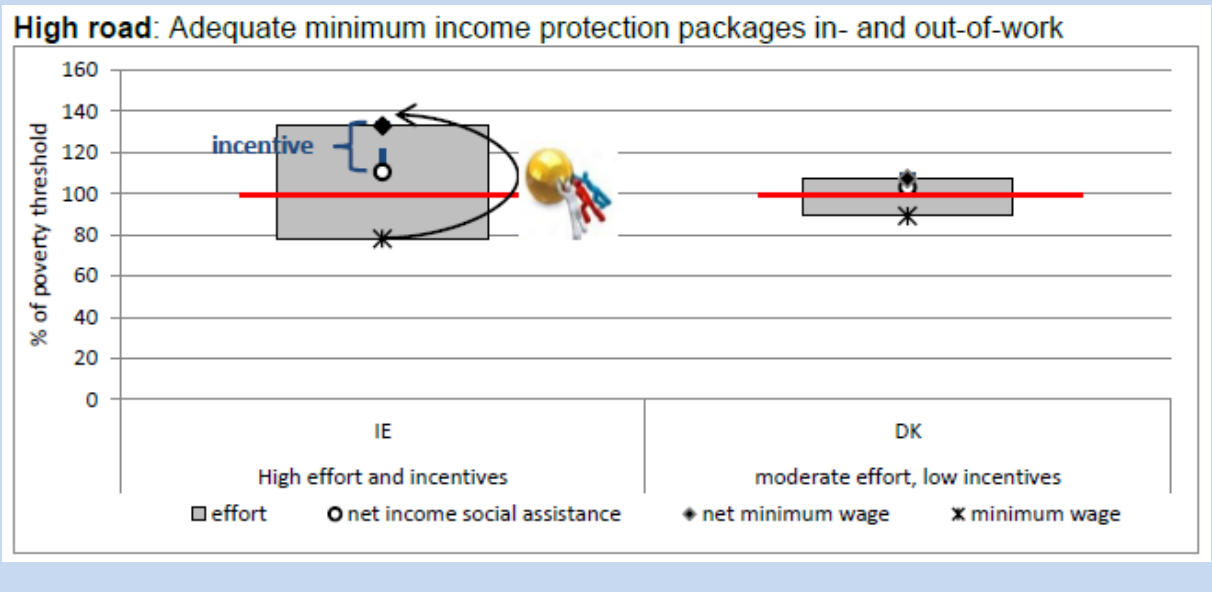 High road: Adequate minimum income protection packages in- and out-of-work
% of poverty threshold
160
140
120
100
80
60
40
20
0
incentive
IE
DK
High effort and incentives
moderate effort, low incentives
effort
net income social assistance
net minimum wage
minimum wage